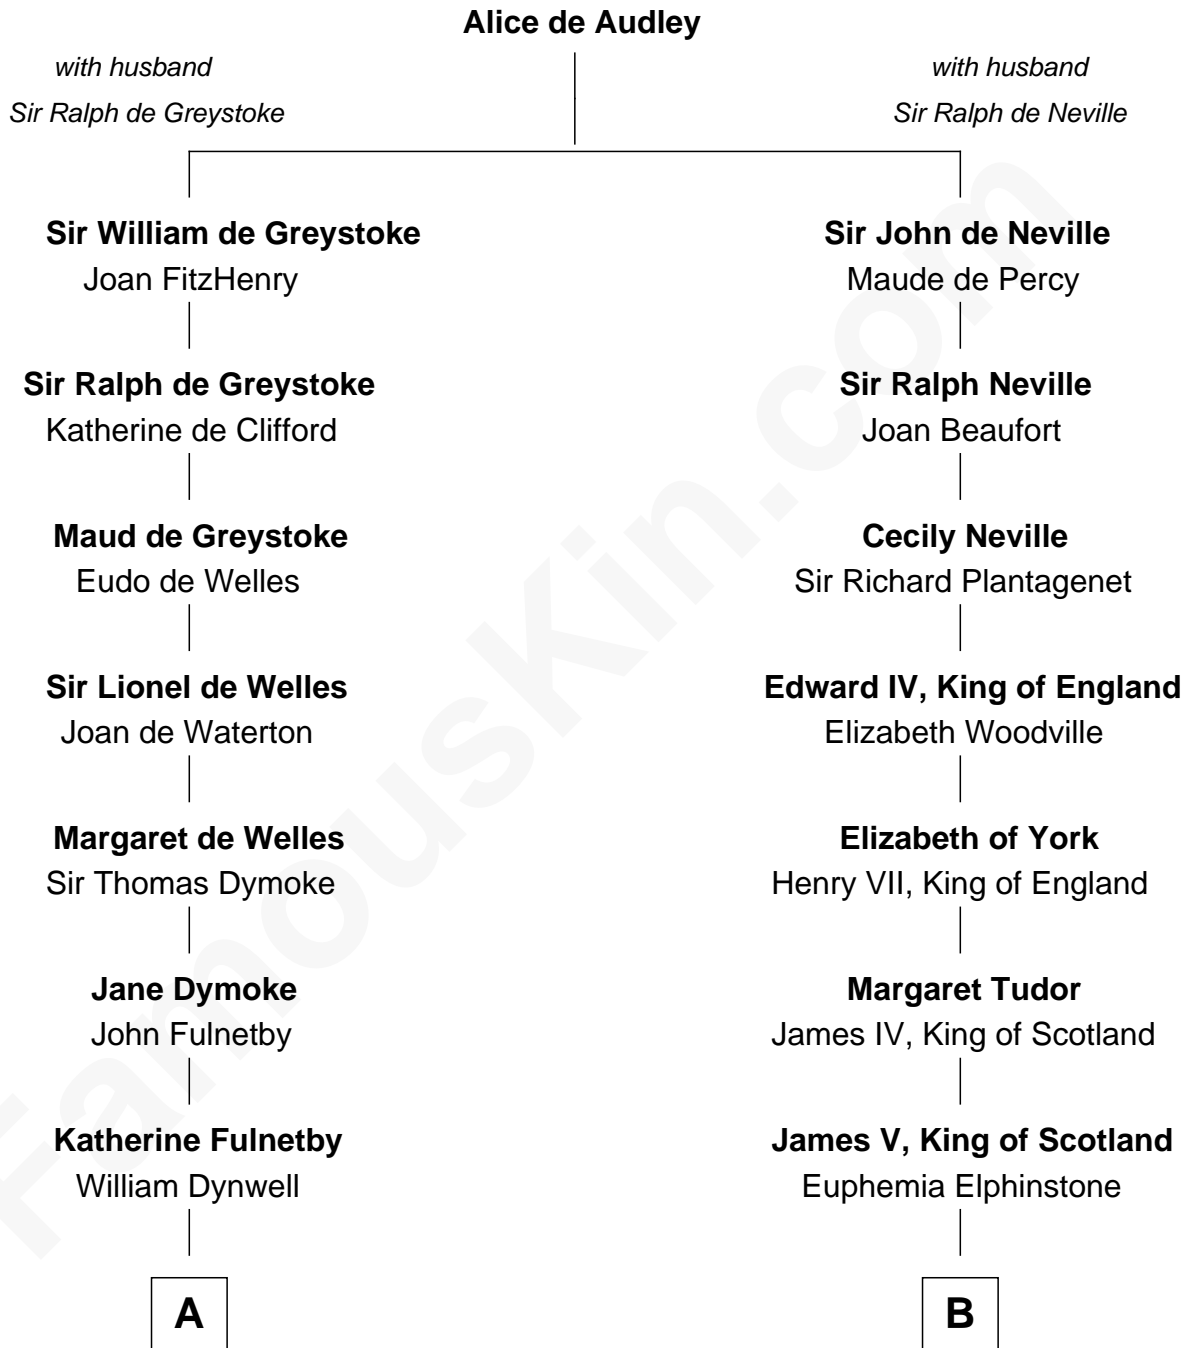 Alice de Audley
with husband
Sir Ralph de Greystoke
with husband
Sir Ralph de Neville
Sir William de Greystoke
Joan FitzHenry
Sir Ralph de Greystoke
Katherine de Clifford
Maud de Greystoke
Eudo de Welles
Sir Lionel de Welles
Joan de Waterton
Margaret de Welles
Sir Thomas Dymoke
Jane Dymoke
John Fulnetby
Katherine Fulnetby
William Dynwell
A
Sir John de Neville
Maude de Percy
Sir Ralph Neville
Joan Beaufort
Cecily Neville
Sir Richard Plantagenet
Edward IV, King of England
Elizabeth Woodville
Elizabeth of York
Henry VII, King of England
Margaret Tudor
James IV, King of Scotland
James V, King of Scotland
Euphemia Elphinstone
B
FamousKin.com